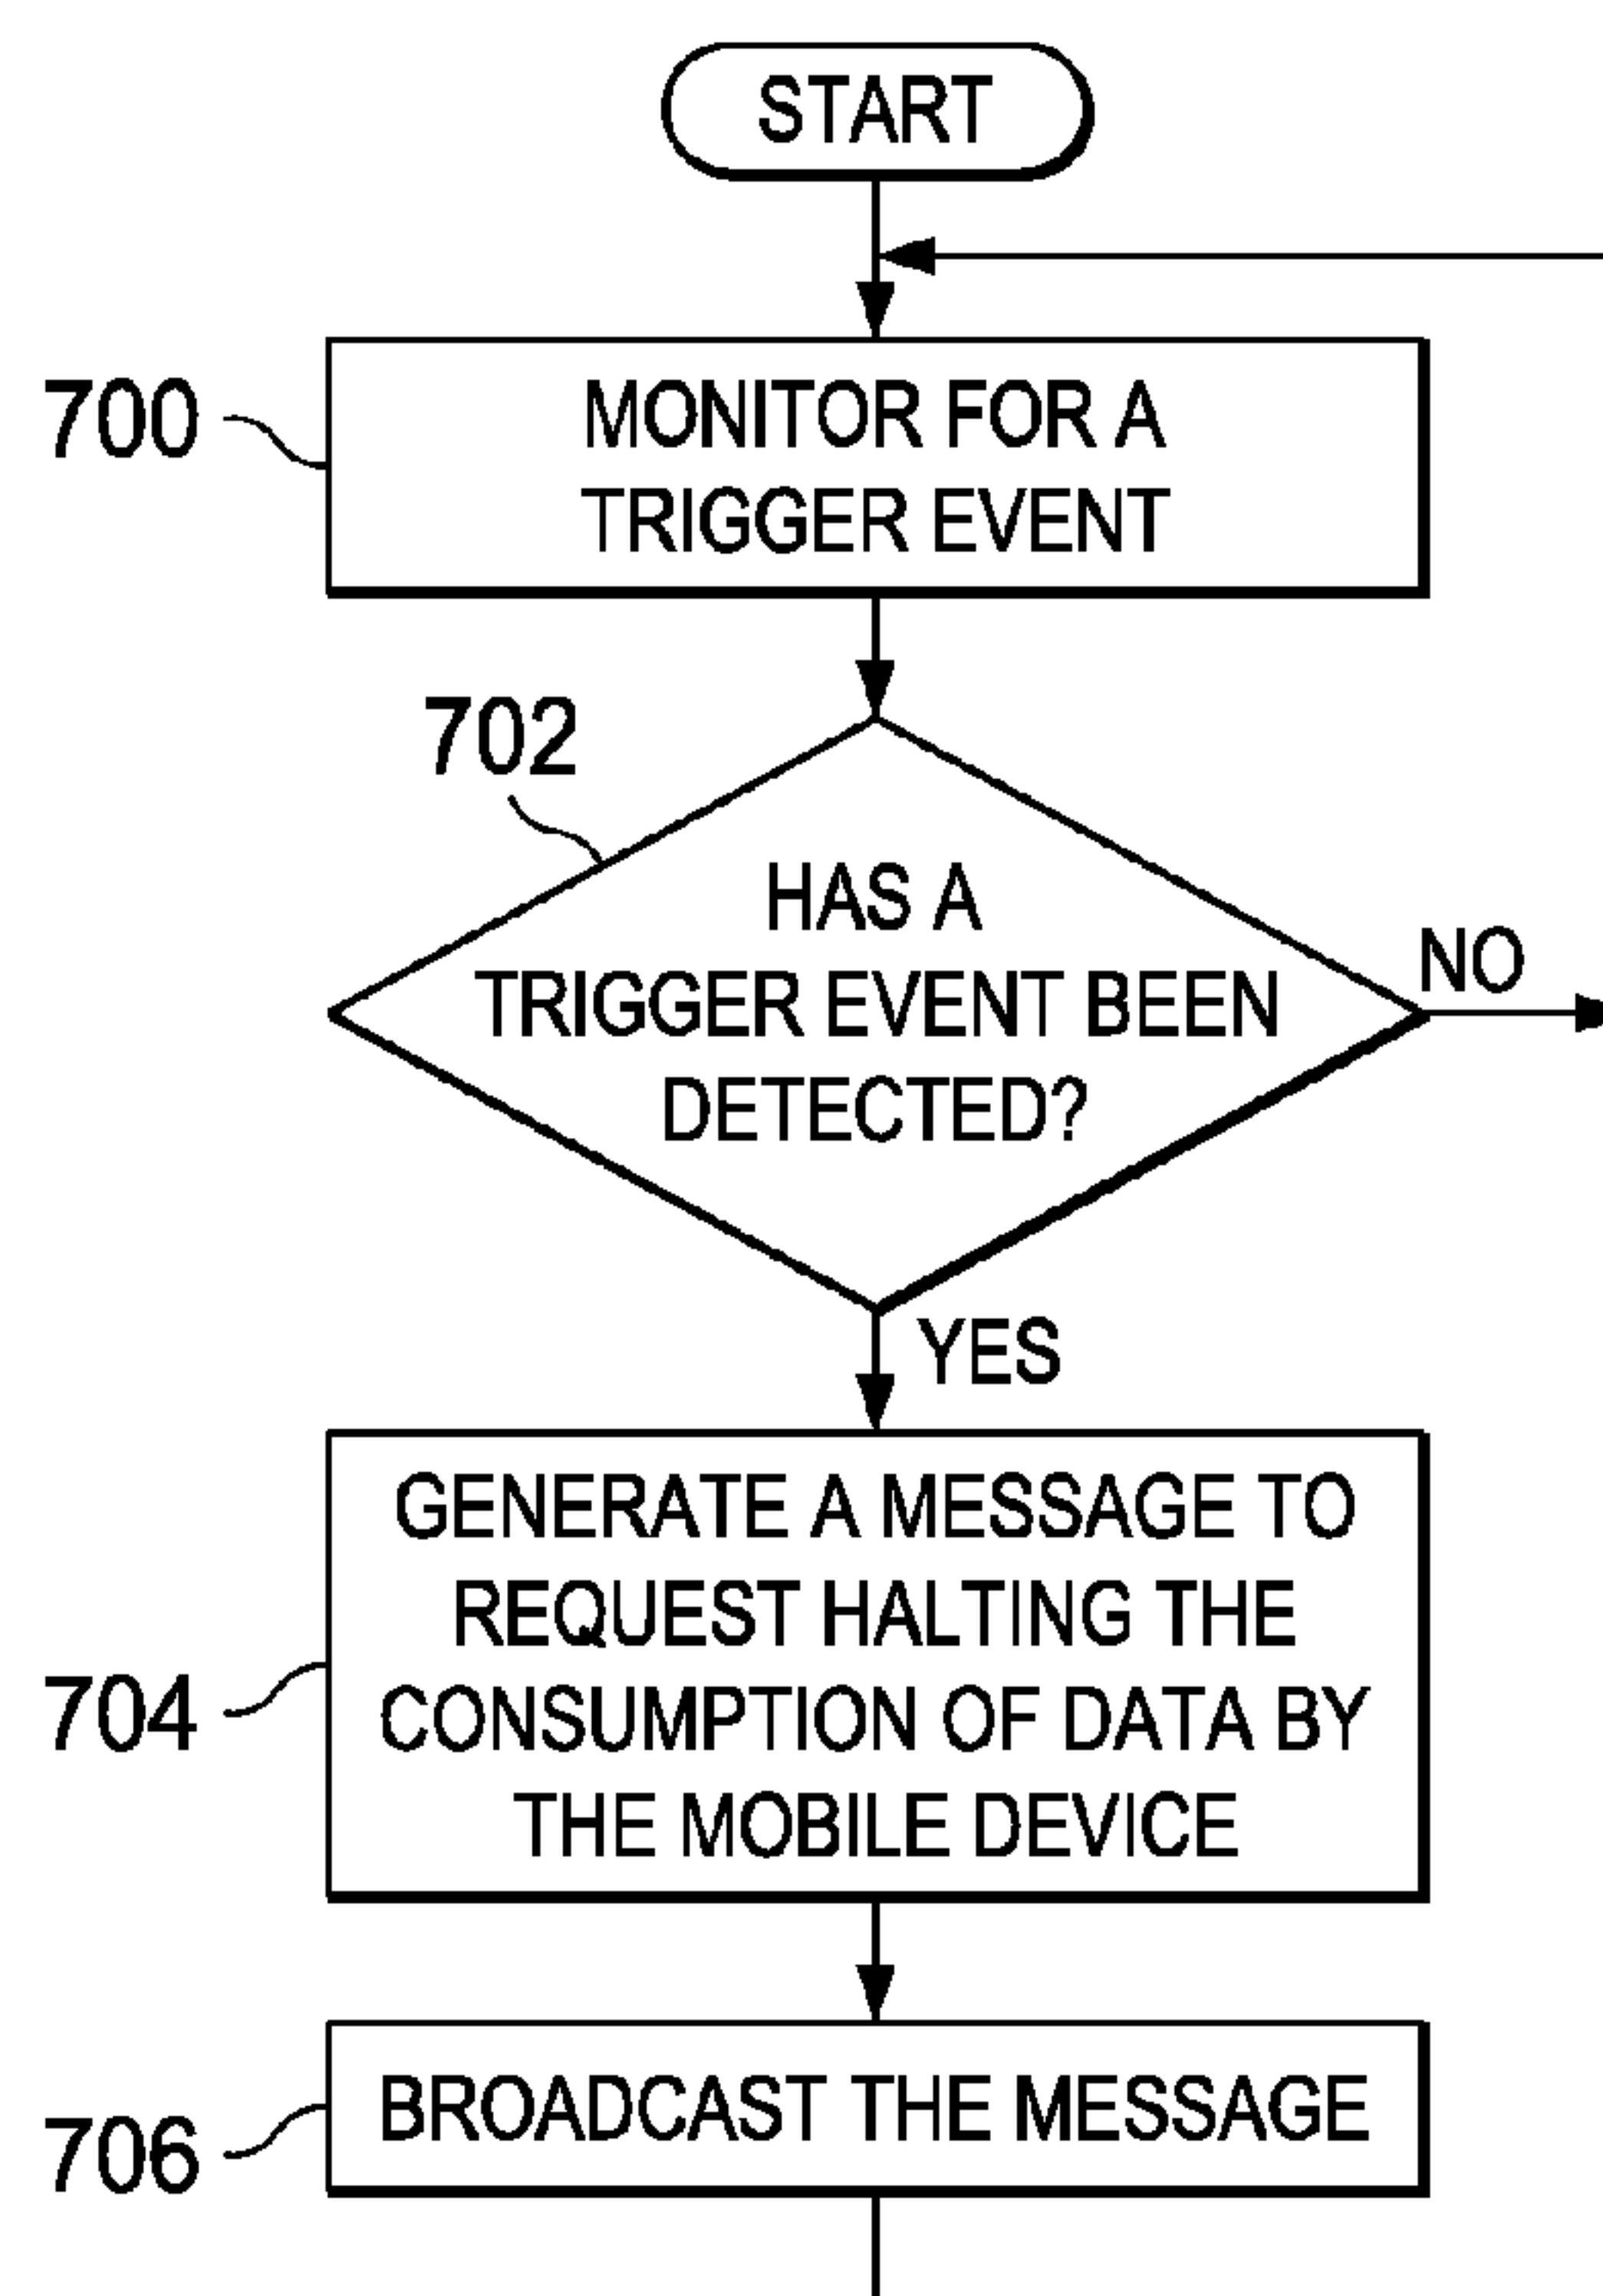 START
700
MONITOR FOR A
TRIGGER EVENT
702
HAS A
TRIGGER EVENT BEEN
DETECTED?
NO
YES
704
GENERATE A MESSAGE TO
REQUEST HALTING THE
CONSUMPTION OF DATA BY
THE MOBILE DEVICE
706
BROADCAST THE MESSAGE